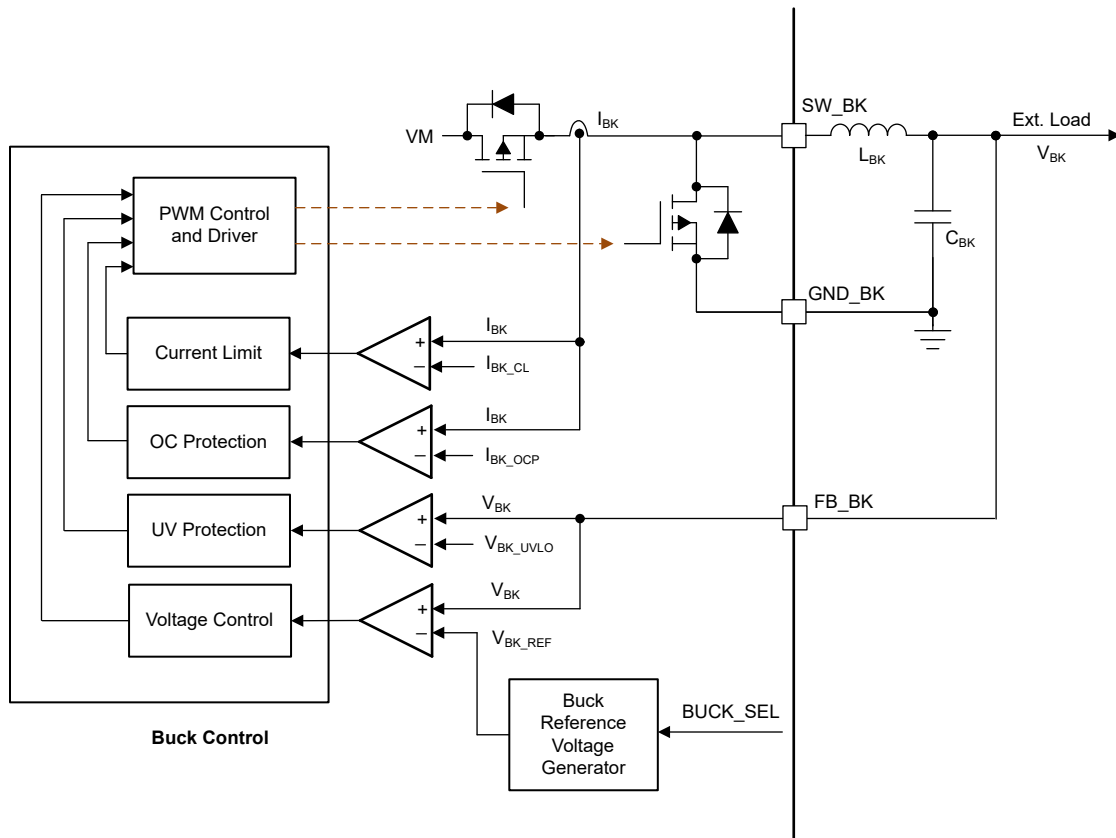 SW_BK
I_BK
Ext. Load
VM
L_BK
V_BK
PWM Control
and Driver
C_BK
GND_BK
I_BK
+
Current Limit
−
I_BK_CL
I_BK
+
OC Protection
−
I_BK_OCP
V_BK
FB_BK
+
UV Protection
−
V_BK_UVLO
V_BK
+
Voltage Control
−
V_BK_REF
Buck
Reference
Voltage
Generator
BUCK_SEL
Buck Control